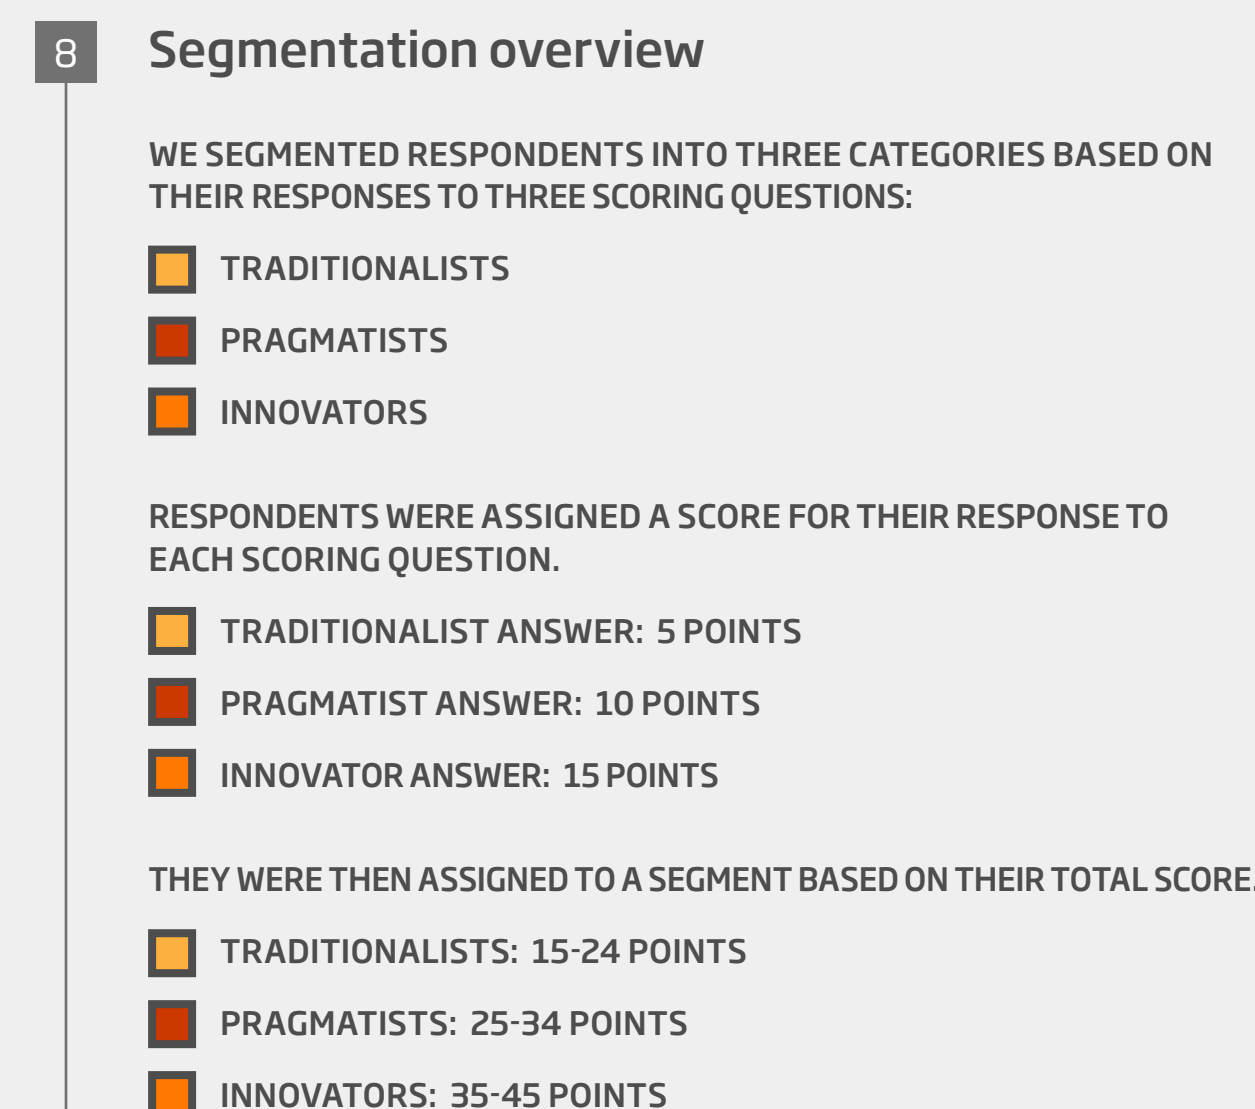 8
Segmentation overview
WE SEGMENTED RESPONDENTS INTO THREE CATEGORIES BASED ON
THEIR RESPONSES TO THREE SCORING QUESTIONS:
TRADITIONALISTS
PRAGMATISTS
INNOVATORS
RESPONDENTS WERE ASSIGNED A SCORE FOR THEIR RESPONSE TO
EACH SCORING QUESTION.
TRADITIONALIST ANSWER: 5 POINTS
PRAGMATIST ANSWER: 10 POINTS
INNOVATOR ANSWER: 15 POINTS
THEY WERE THEN ASSIGNED TO A SEGMENT BASED ON THEIR TOTAL SCORE.
TRADITIONALISTS: 15-24 POINTS
PRAGMATISTS: 25-34 POINTS
INNOVATORS: 35-45 POINTS